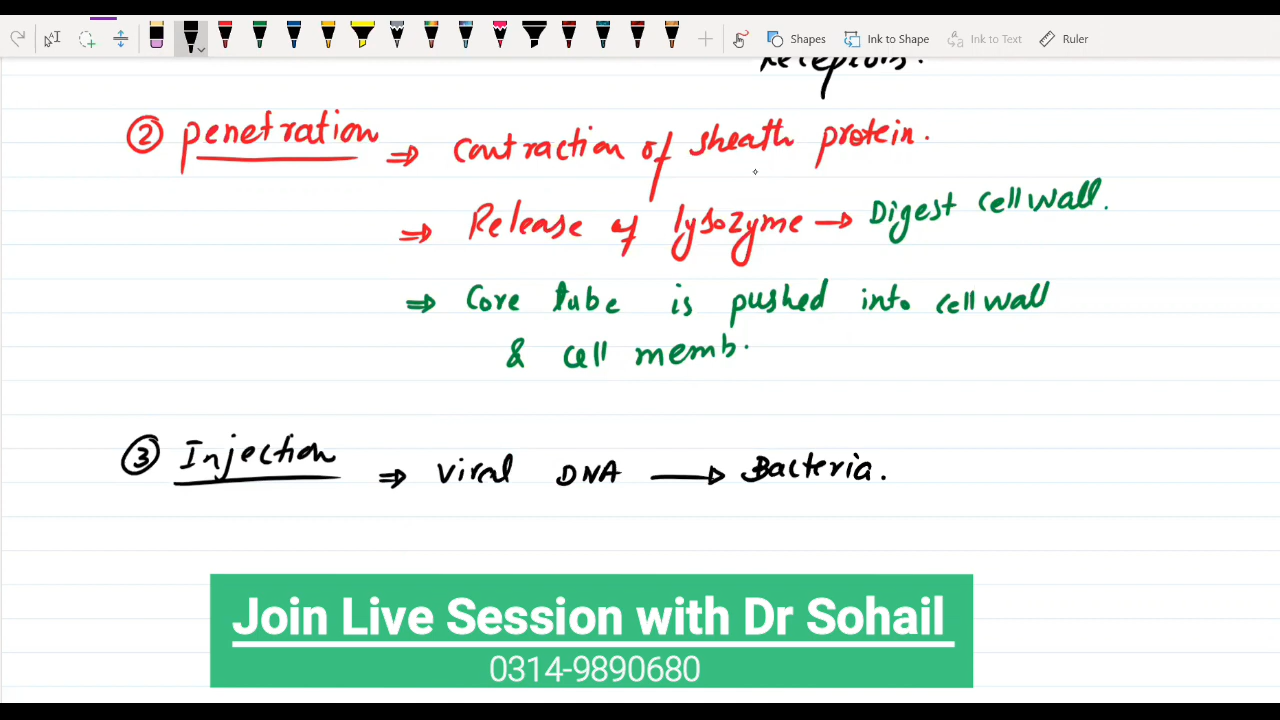 Shapes Ink to Shape Ink to Text Ruler
Receptors.
② penetration ⇒ contraction of sheath protein.
⇒ Release of lysozyme → Digest cell wall.
⇒ Core tube is pushed into cell wall
& cell memb.
③ Injection ⇒ viral DNA → Bacteria.
Join Live Session with Dr Sohail
0314-9890680